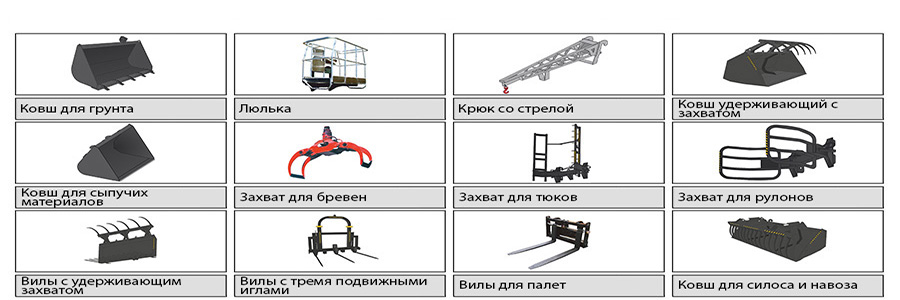 Ковш для грунта
Люлька
Крюк со стрелой
Ковш удерживающий с
захватом
Ковш для сыпучих
материалов
Захват для бревен
Захват для тюков
Захват для рулонов
Вилы с удерживающим
захватом
Вилы с тремя подвижными
иглами
Вилы для палет
Ковш для силоса и навоза